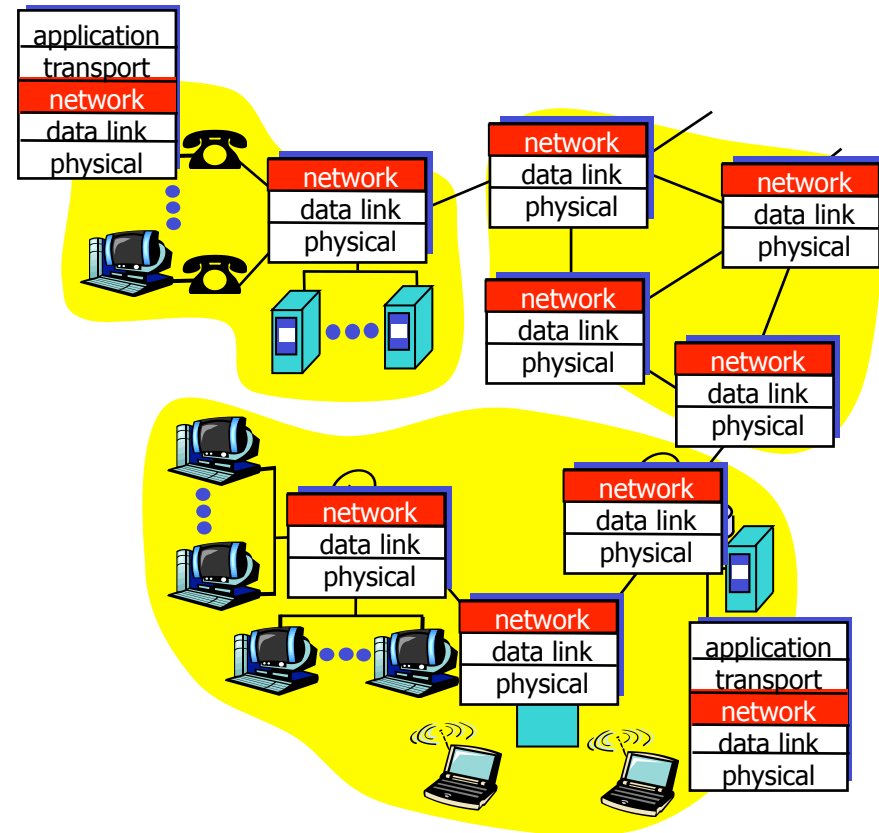 application
transport
network
data link
physical
network
data link
physical
network
data link
physical
network
data link
physical
network
data link
physical
network
data link
physical
network
data link
physical
network
data link
physical
network
data link
physical
application
transport
network
data link
physical